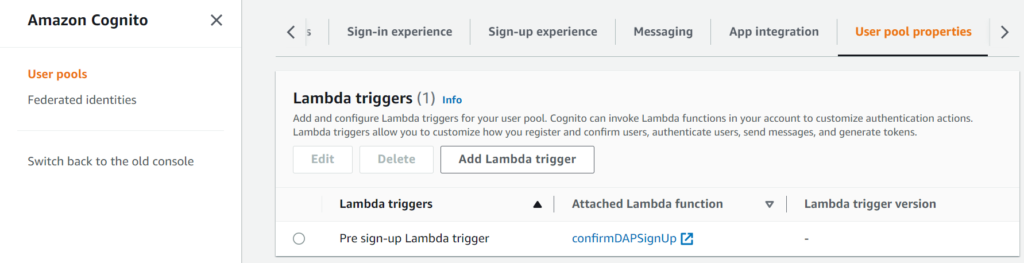 Amazon Cognito
User pools
Federated identities
Switch back to the old console
s Sign-in experience Sign-up experience Messaging App integration User pool properties
Lambda triggers (1) Info
Add and configure Lambda triggers for your user pool. Cognito can invoke Lambda functions in your account to customize authentication actions.
Lambda triggers allow you to customize how you register and confirm users, authenticate users, send messages, and generate tokens.
Edit Delete Add Lambda trigger
Lambda triggers Attached Lambda function Lambda trigger version
Pre sign-up Lambda trigger confirmDAPSignUp -